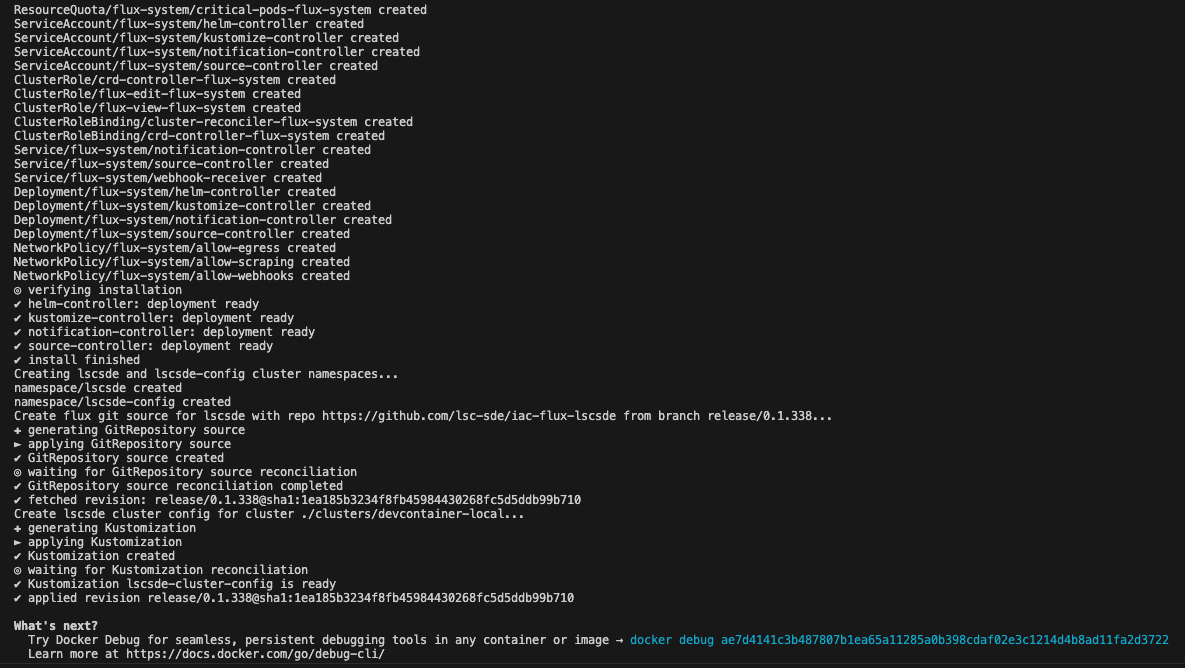 ResourceQuota/flux-system/critical-pods-flux-system created
ServiceAccount/flux-system/helm-controller created
ServiceAccount/flux-system/kustomize-controller created
ServiceAccount/flux-system/notification-controller created
ServiceAccount/flux-system/source-controller created
ClusterRole/crd-controller-flux-system created
ClusterRole/flux-edit-flux-system created
ClusterRole/flux-view-flux-system created
ClusterRoleBinding/cluster-reconciler-flux-system created
ClusterRoleBinding/crd-controller-flux-system created
Service/flux-system/notification-controller created
Service/flux-system/source-controller created
Service/flux-system/webhook-receiver created
Deployment/flux-system/helm-controller created
Deployment/flux-system/kustomize-controller created
Deployment/flux-system/notification-controller created
Deployment/flux-system/source-controller created
NetworkPolicy/flux-system/allow-egress created
NetworkPolicy/flux-system/allow-scraping created
NetworkPolicy/flux-system/allow-webhooks created
◎ verifying installation
✔ helm-controller: deployment ready
✔ kustomize-controller: deployment ready
✔ notification-controller: deployment ready
✔ source-controller: deployment ready
✔ install finished
Creating lscsde and lscsde-config cluster namespaces...
namespace/lscsde created
namespace/lscsde-config created
Create flux git source for lscsde with repo https://github.com/lsc-sde/iac-flux-lscsde from branch release/0.1.338...
✚ generating GitRepository source
► applying GitRepository source
✔ GitRepository source created
◎ waiting for GitRepository source reconciliation
✔ GitRepository source reconciliation completed
✔ fetched revision: release/0.1.338@sha1:1ea185b3234f8fb45984430268fc5d5ddb99b710
Create lscsde cluster config for cluster ./clusters/devcontainer-local...
✚ generating Kustomization
► applying Kustomization
✔ Kustomization created
◎ waiting for Kustomization reconciliation
✔ Kustomization lscsde-cluster-config is ready
✔ applied revision release/0.1.338@sha1:1ea185b3234f8fb45984430268fc5d5ddb99b710
What's next?
Try Docker Debug for seamless, persistent debugging tools in any container or image → docker debug ae7d4141c3b487807b1ea65a11285a0b398cdaf02e3c1214d4b8ad11fa2d3722
Learn more at https://docs.docker.com/go/debug-cli/